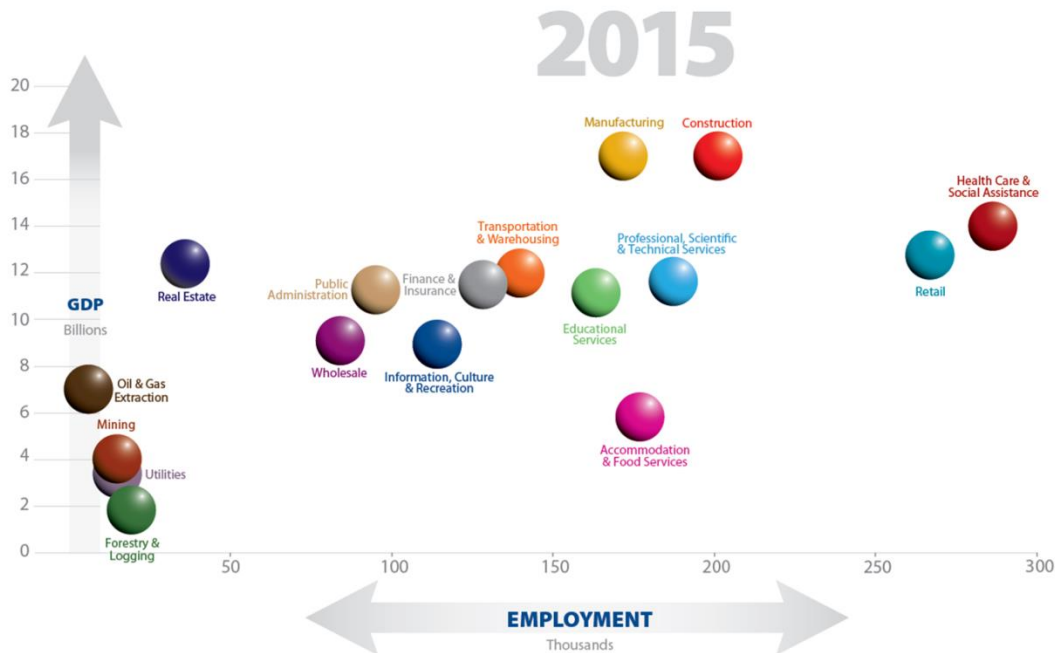 2015
20
18
16
14
12
10
8
6
4
2
0
GDP
Billions
Manufacturing
Construction
Health Care &
Social Assistance
Transportation
& Warehousing
Professional, Scientific
& Technical Services
Real Estate
Public
Administration
Finance &
Insurance
Retail
Educational
Services
Wholesale
Information, Culture
& Recreation
Oil & Gas
Extraction
Mining
Accommodation
& Food Services
Utilities
Forestry &
Logging
50
100
150
200
250
300
EMPLOYMENT
Thousands